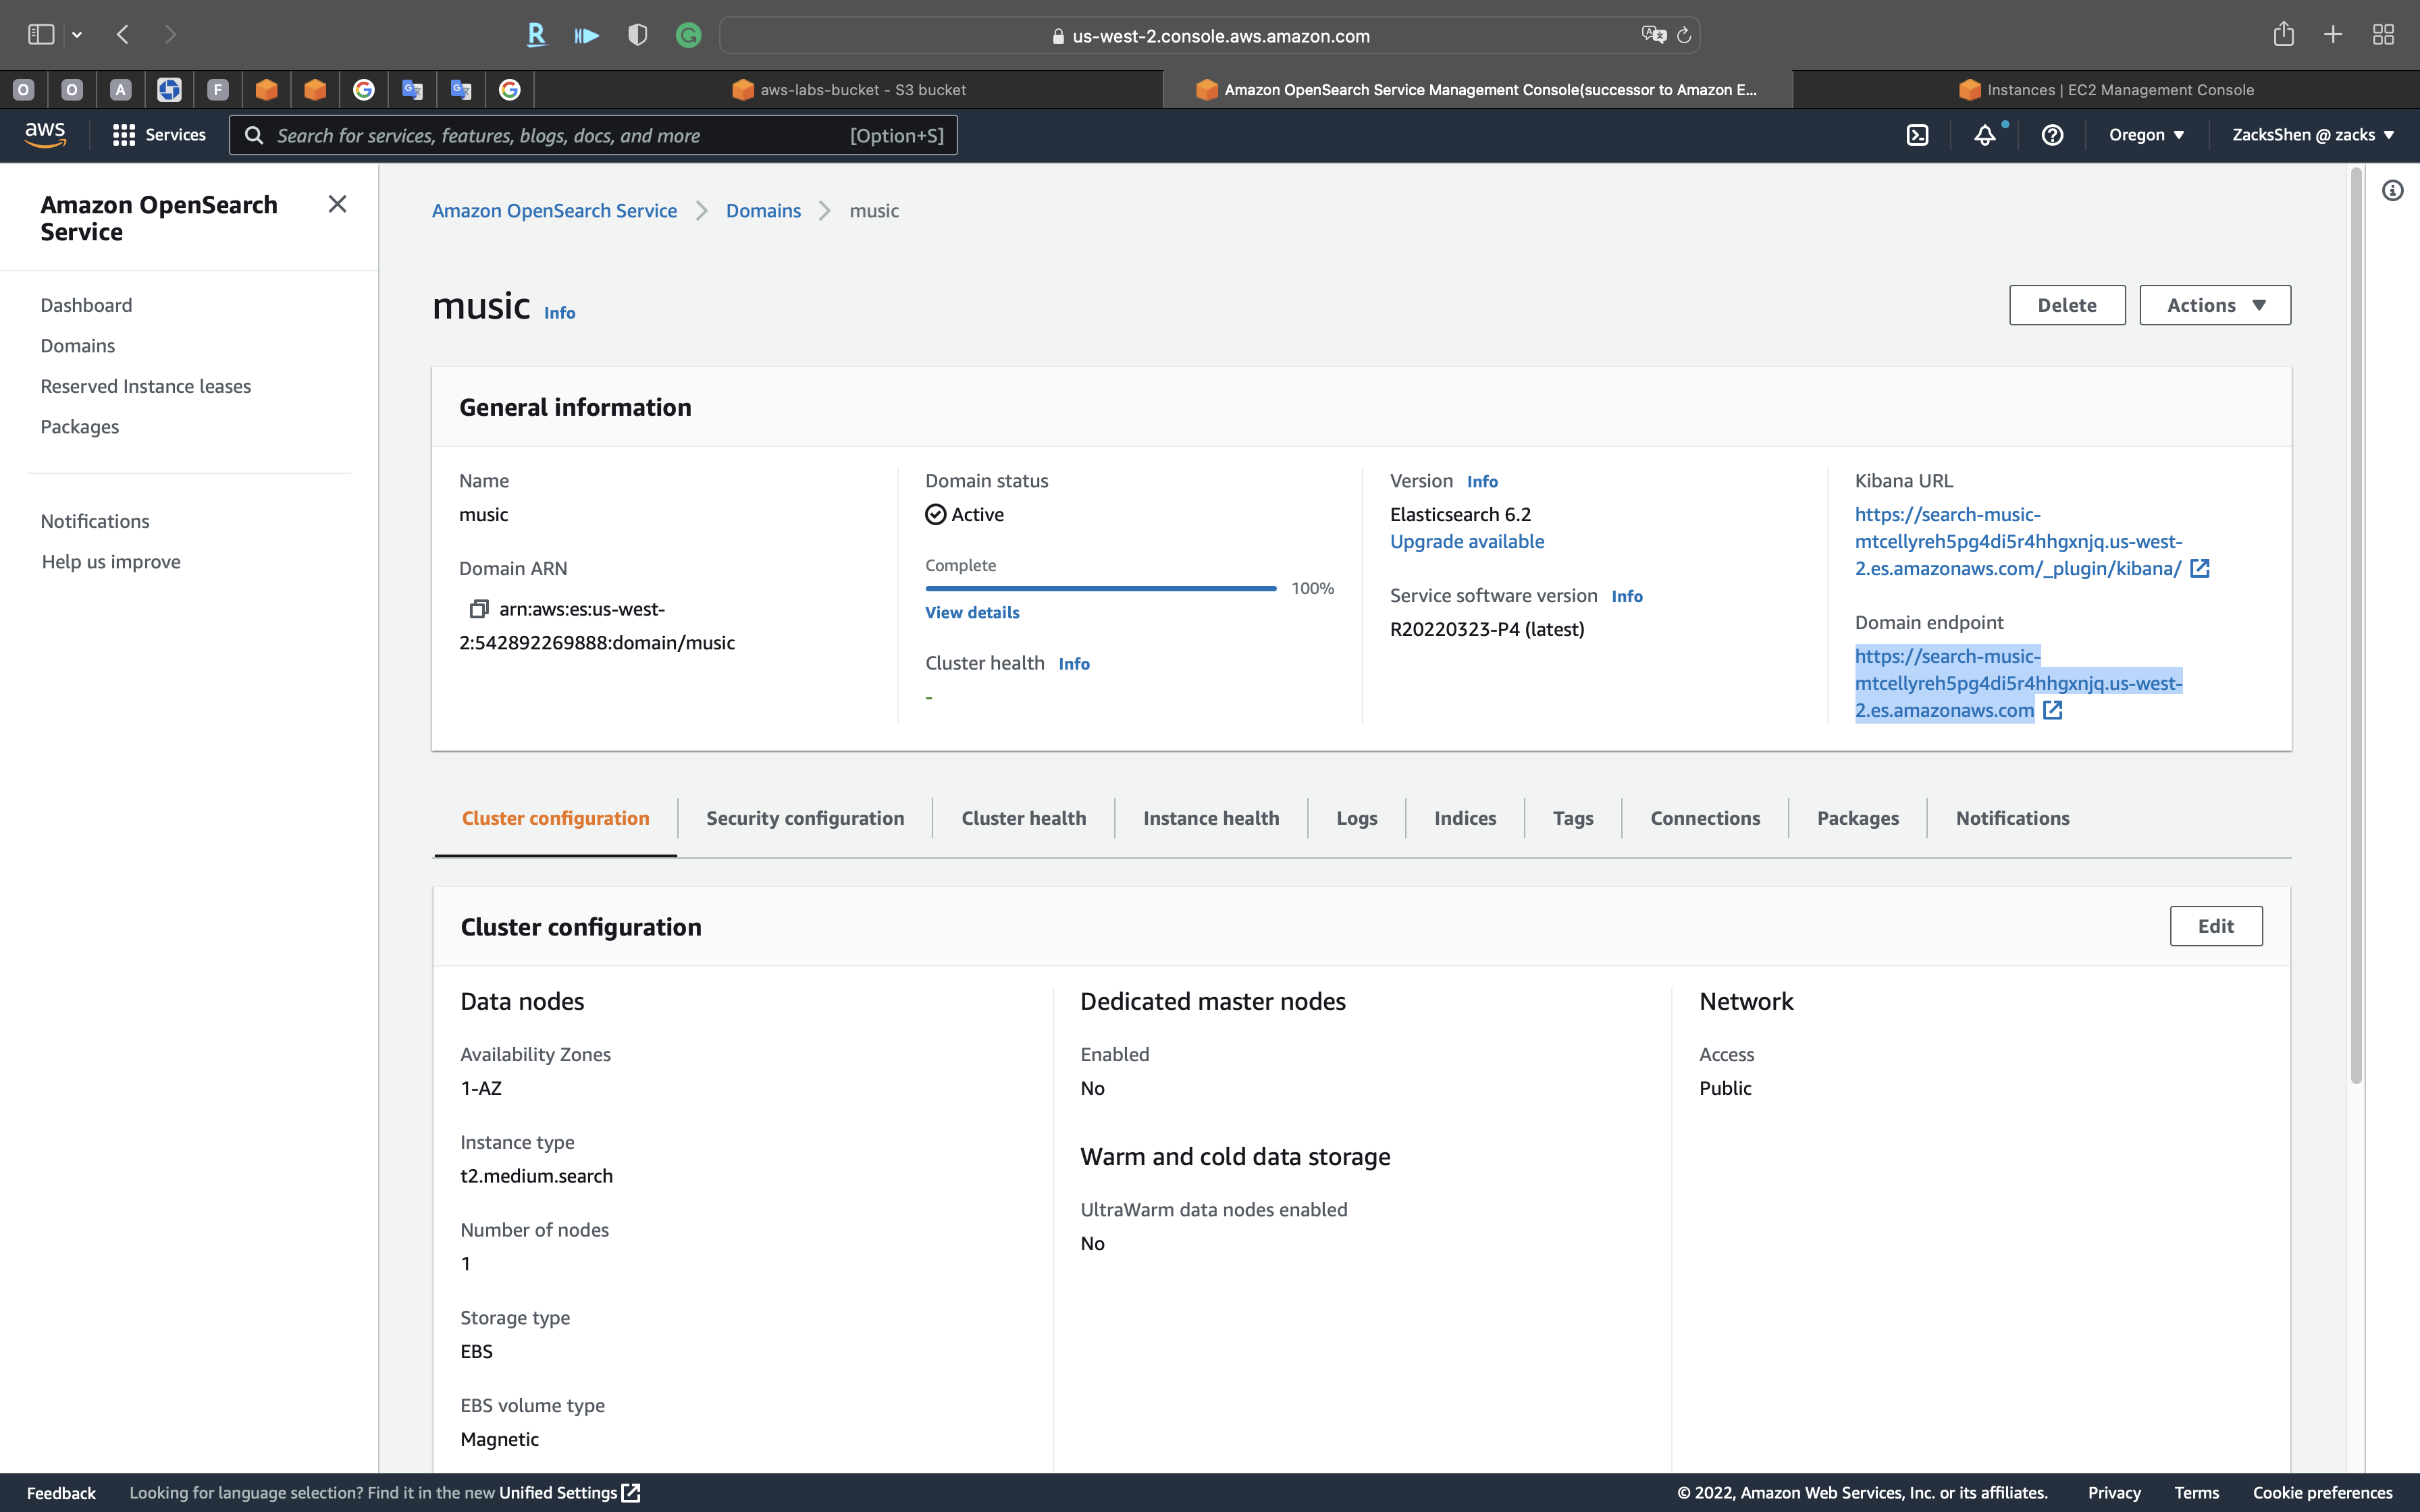 us-west-2.console.aws.amazon.com
O
O
A
F
aws-labs-bucket - S3 bucket
Amazon OpenSearch Service Management Console(successor to Amazon E...
Instances | EC2 Management Console
aws
Services
Search for services, features, blogs, docs, and more
[Option+S]
Oregon
ZacksShen @ zacks
Amazon OpenSearch
Service
Dashboard
Domains
Reserved Instance leases
Packages
Notifications
Help us improve
Amazon OpenSearch Service
Domains
music
music Info
Delete
Actions
General information
Name
music
Domain ARN
arn:aws:es:us-west-
2:542892269888:domain/music
Domain status
Active
Complete
100%
View details
Cluster health Info
-
Version Info
Elasticsearch 6.2
Upgrade available
Service software version Info
R20220323-P4 (latest)
Kibana URL
https://search-music-
mtcellyreh5pg4di5r4hhgxnjq.us-west-
2.es.amazonaws.com/_plugin/kibana/
Domain endpoint
https://search-music-
mtcellyreh5pg4di5r4hhgxnjq.us-west-
2.es.amazonaws.com
Cluster configuration
Security configuration
Cluster health
Instance health
Logs
Indices
Tags
Connections
Packages
Notifications
Cluster configuration
Edit
Data nodes
Availability Zones
1-AZ
Instance type
t2.medium.search
Number of nodes
1
Storage type
EBS
EBS volume type
Magnetic
Dedicated master nodes
Enabled
No
Warm and cold data storage
UltraWarm data nodes enabled
No
Network
Access
Public
Feedback
Looking for language selection? Find it in the new Unified Settings
© 2022, Amazon Web Services, Inc. or its affiliates.
Privacy
Terms
Cookie preferences